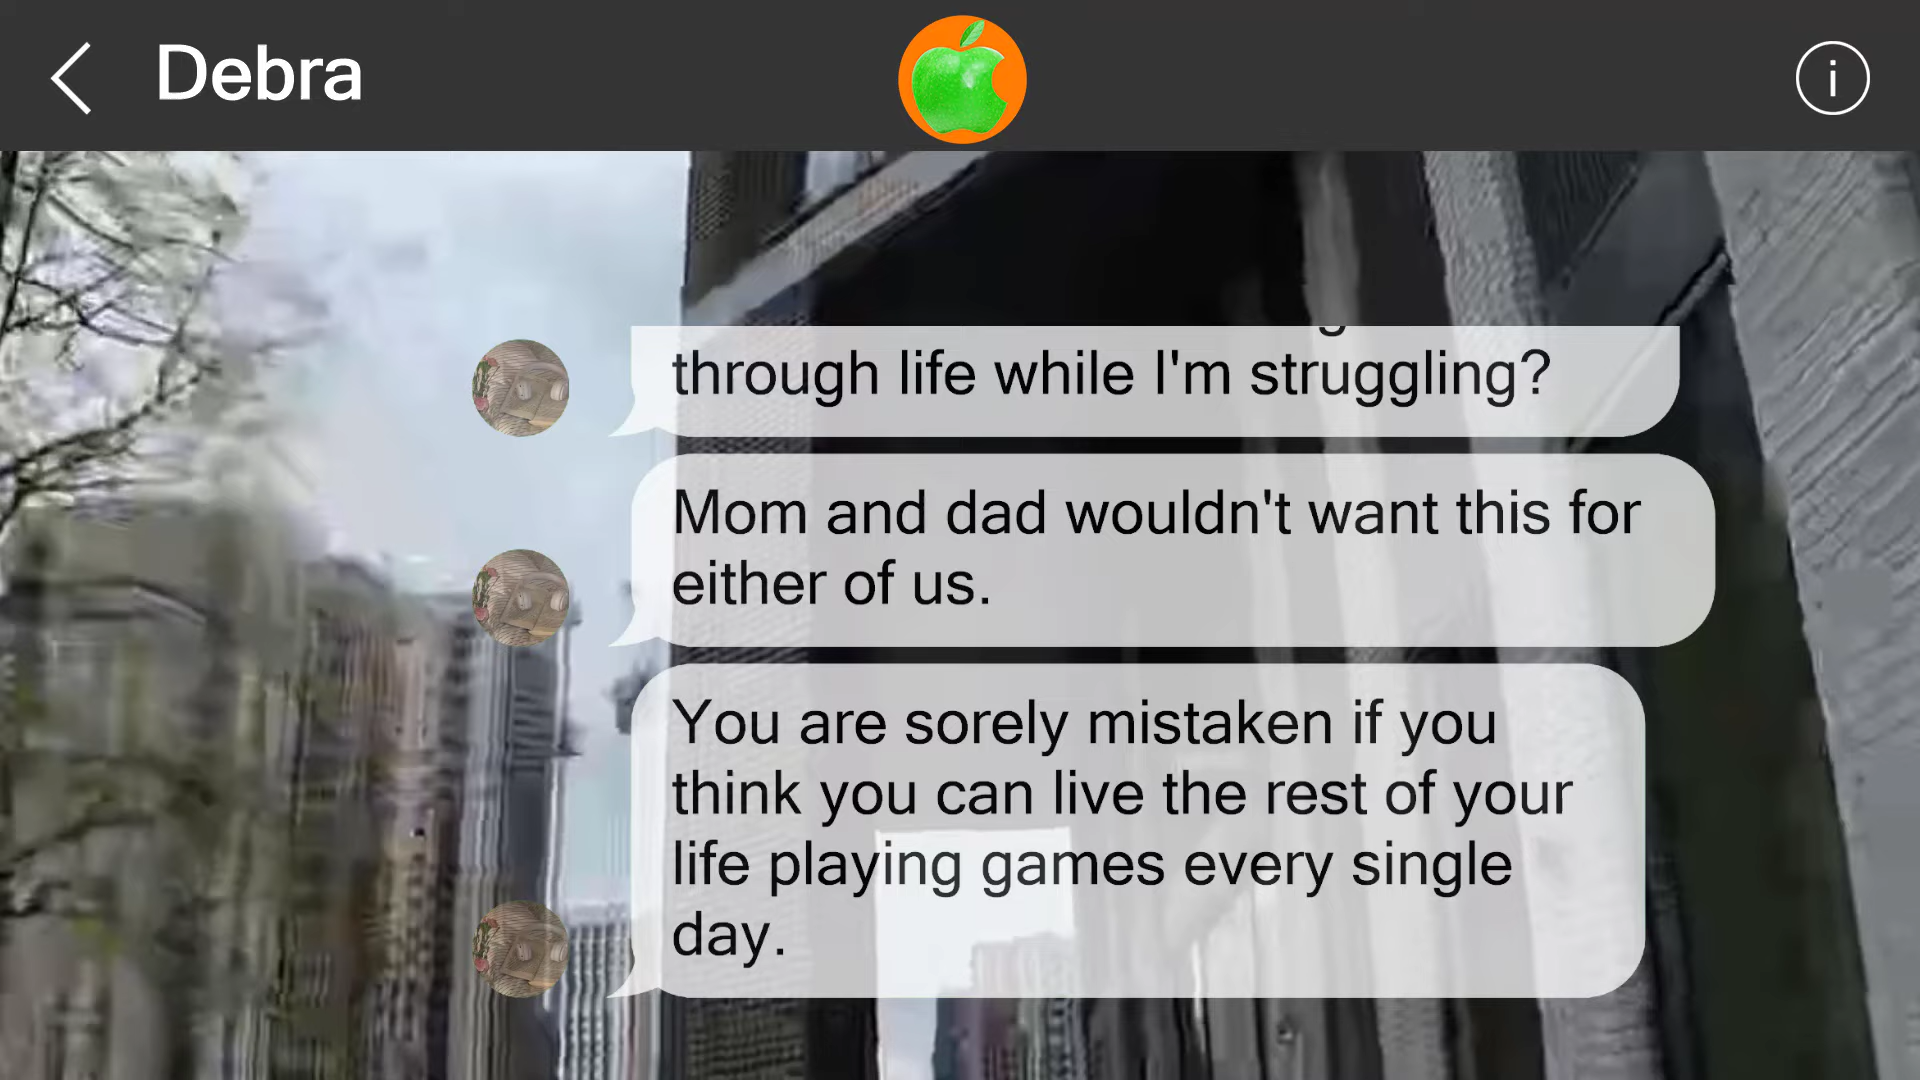 Debra
i
through life while I'm struggling?
Mom and dad wouldn't want this for
either of us.
You are sorely mistaken if you
think you can live the rest of your
life playing games every single
day.